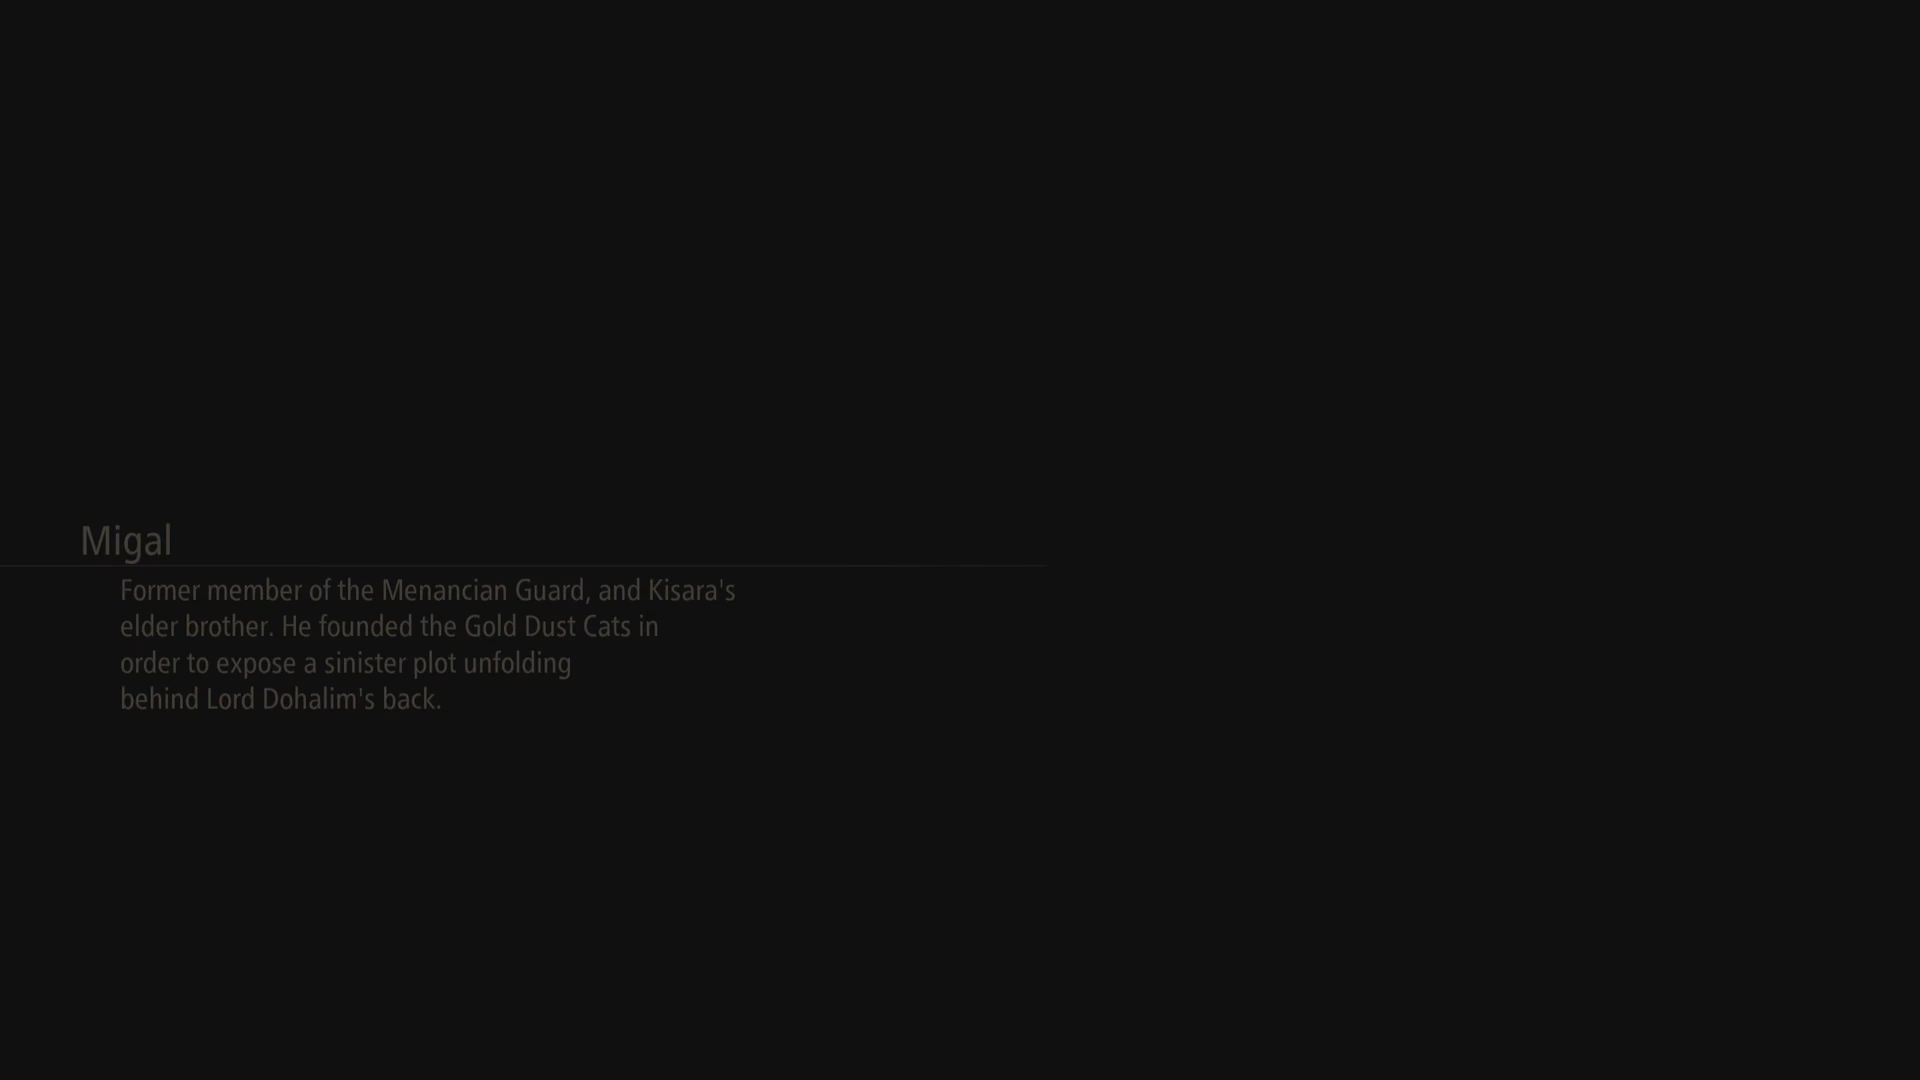 Migal
Former member of the Menancian Guard, and Kisara's
elder brother. He founded the Gold Dust Cats in
order to expose a sinister plot unfolding
behind Lord Dohalim's back.